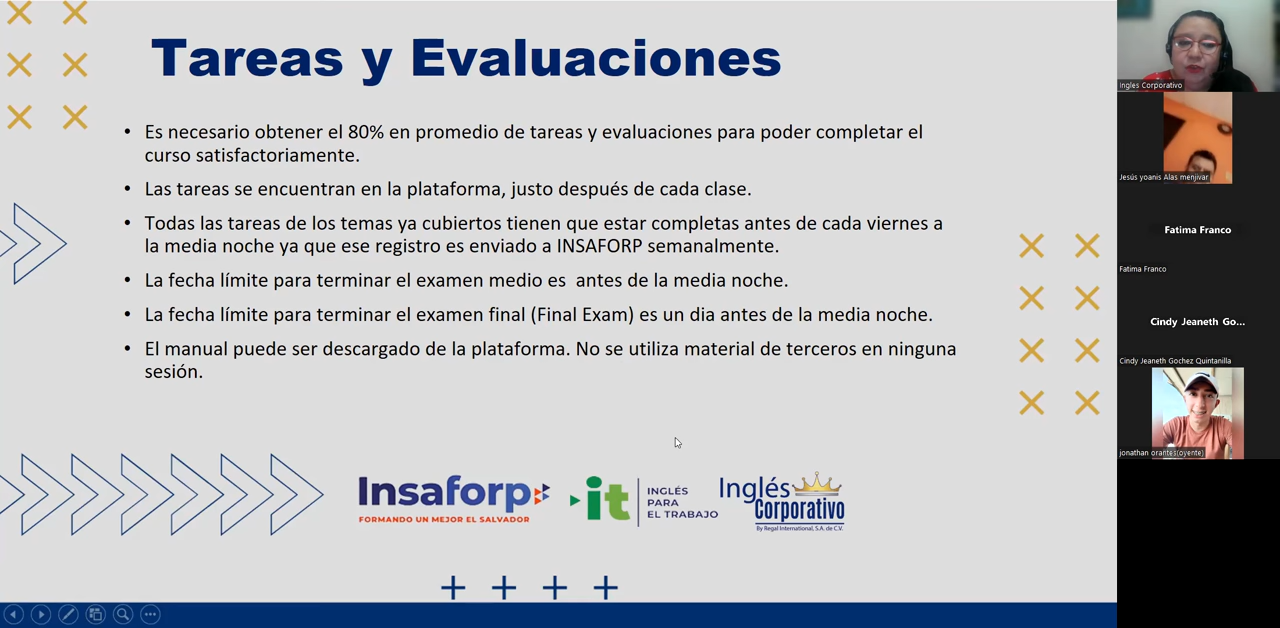 Tareas y Evaluaciones
• Es necesario obtener el 80% en promedio de tareas y evaluaciones para poder completar el
curso satisfactoriamente.
• Las tareas se encuentran en la plataforma, justo después de cada clase.
• Todas las tareas de los temas ya cubiertos tienen que estar completas antes de cada viernes a
la media noche ya que ese registro es enviado a INSAFORP semanalmente.
• La fecha límite para terminar el examen medio es  antes de la media noche.
• La fecha límite para terminar el examen final (Final Exam) es un dia antes de la media noche.
• El manual puede ser descargado de la plataforma. No se utiliza material de terceros en ninguna
sesión.
Insaforp
FORMANDO UN MEJOR EL SALVADOR
it
INGLÉS
PARA
EL TRABAJO
Inglés
Corporativo
By Regal International, S.A. de C.V.
Ingles Corporativo
Jesús yoanis Alas menjivar
Fatima Franco
Fatima Franco
Cindy Jeaneth Go...
Cindy Jeaneth Gochez Quintanilla
jonathan orantes(oyente)